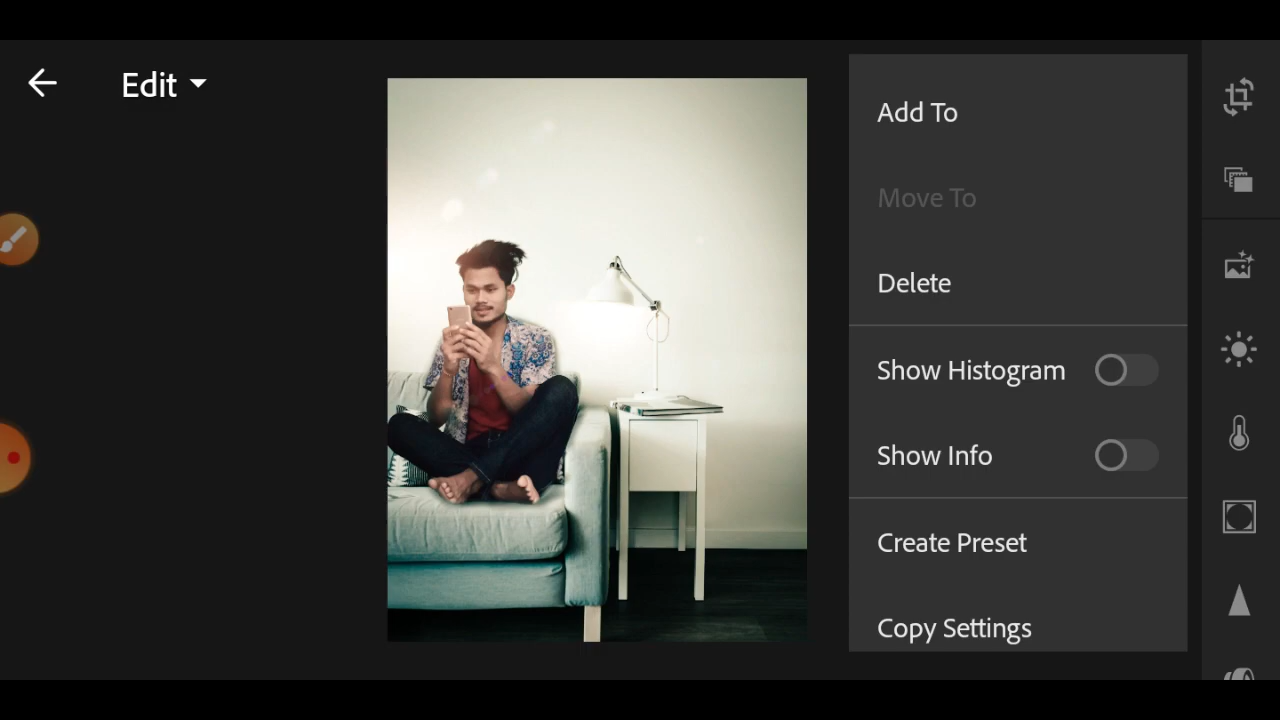 Edit
Add To
Move To
Delete
Show Histogram
Show Info
Create Preset
Copy Settings